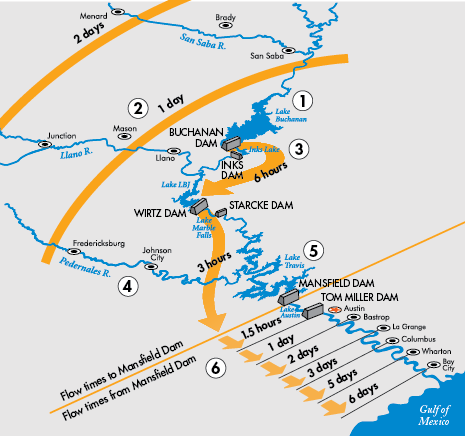 Menard
Brady
2 days
San Saba R.
San Saba
1
2
1 day
Lake
Buchanan
Junction
Mason
BUCHANAN
DAM
Inks Lake
3
Llano R.
Llano
INKS
DAM
6 hours
Lake LBJ
WIRTZ DAM
STARCKE DAM
Lake
Marble
Falls
Fredericksburg
Johnson
City
3 hours
5
Lake
Travis
Pedernales R.
4
MANSFIELD DAM
TOM MILLER DAM
Lake
Austin
Austin
Bastrop
La Grange
Columbus
Wharton
Bay
City
1.5 hours
1 day
2 days
3 days
5 days
6 days
6
Flow times to Mansfield Dam
Flow times from Mansfield Dam
Gulf of
Mexico